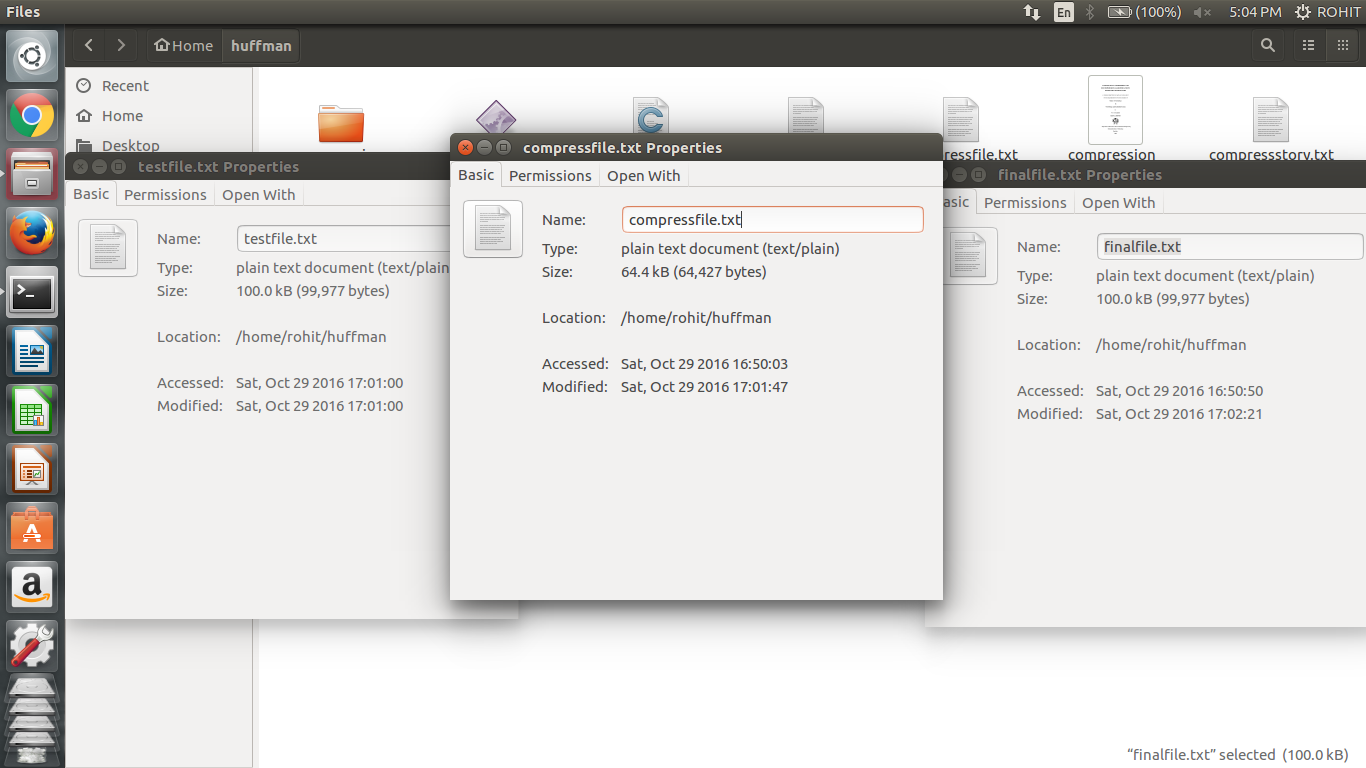 Files
En
(100%)
5:04 PM
ROHIT
Home
huffman
Recent
Home
Desktop
ressfile.txt
compression
compressstory.txt
testfile.txt Properties
Basic
Permissions
Open With
Name:
testfile.txt
Type:
plain text document (text/plain
Size:
100.0 kB (99,977 bytes)
Location:
/home/rohit/huffman
Accessed:
Sat, Oct 29 2016 17:01:00
Modified:
Sat, Oct 29 2016 17:01:00
compressfile.txt Properties
Basic
Permissions
Open With
Name:
compressfile.txt
Type:
plain text document (text/plain)
Size:
64.4 kB (64,427 bytes)
Location:
/home/rohit/huffman
Accessed:
Sat, Oct 29 2016 16:50:03
Modified:
Sat, Oct 29 2016 17:01:47
finalfile.txt Properties
asic
Permissions
Open With
Name:
finalfile.txt
Type:
plain text document (text/plain)
Size:
100.0 kB (99,977 bytes)
Location:
/home/rohit/huffman
Accessed:
Sat, Oct 29 2016 16:50:50
Modified:
Sat, Oct 29 2016 17:02:21
“finalfile.txt” selected (100.0 kB)